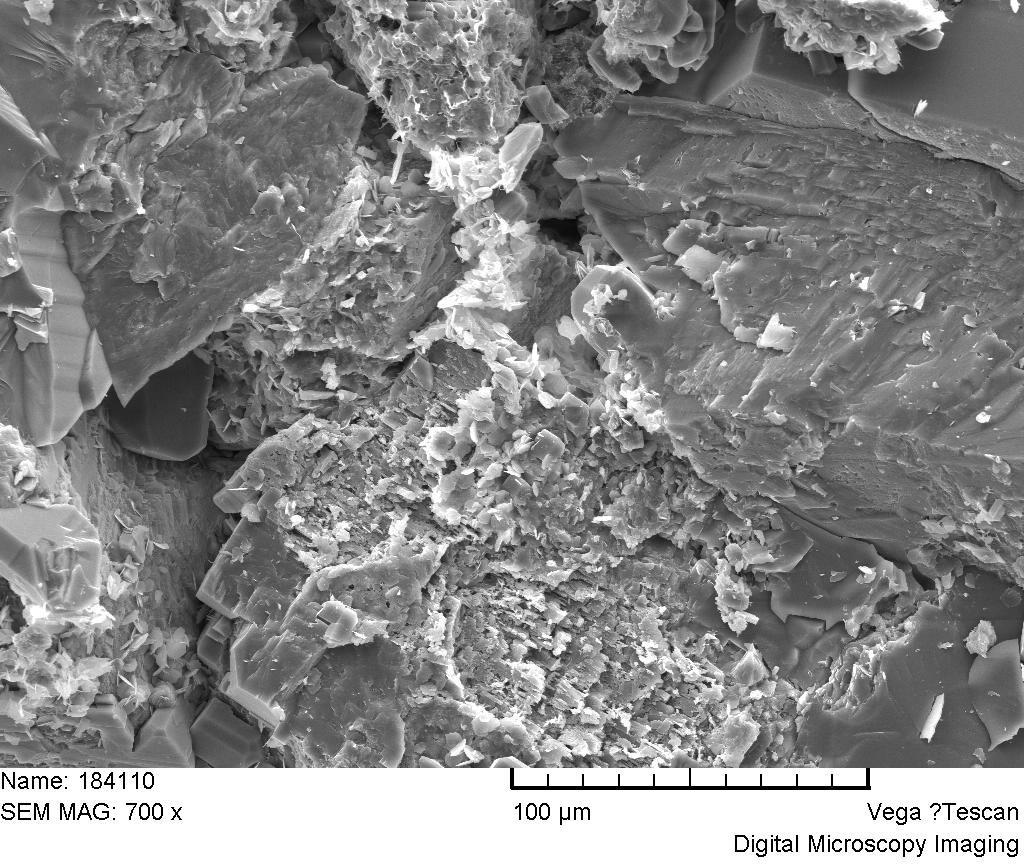 Name: 184110
SEM MAG: 700 x
100 µm
Vega ?Tescan
Digital Microscopy Imaging